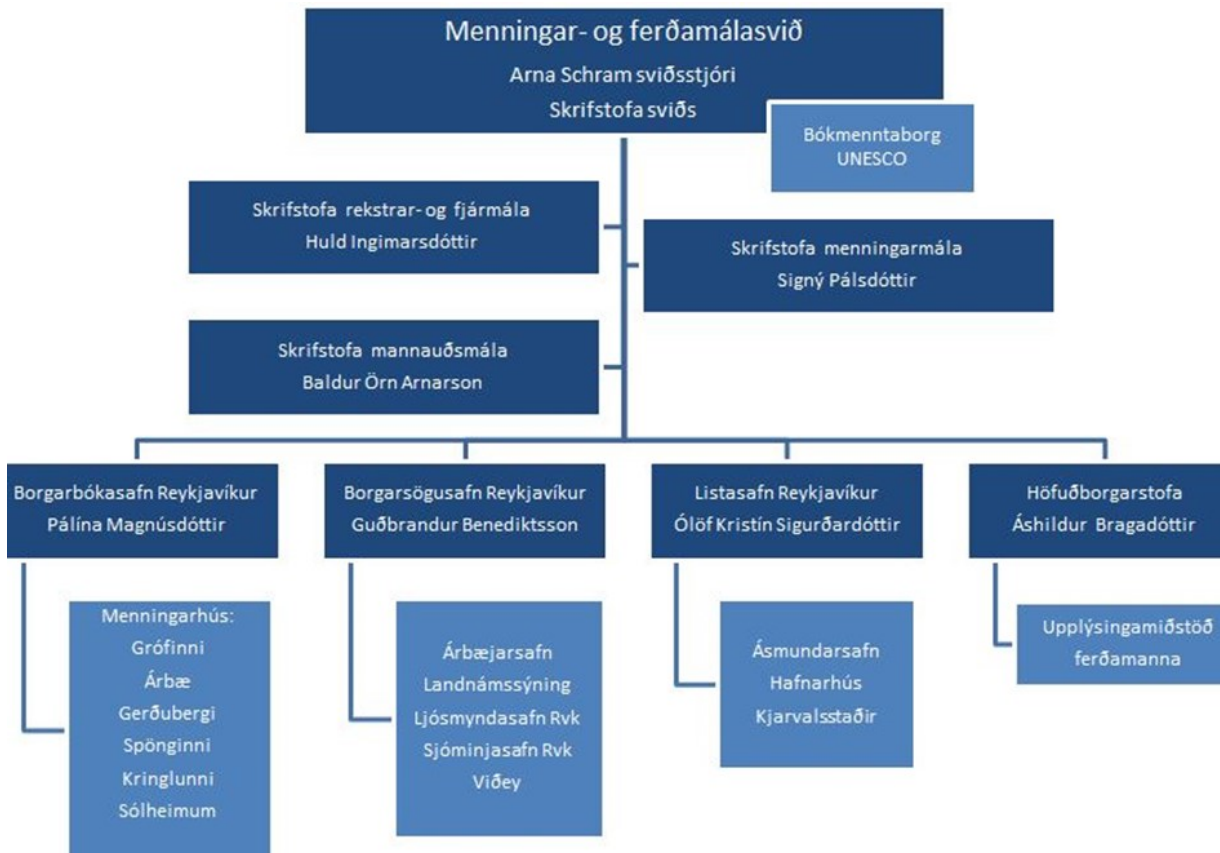 Menningar- og ferðamálasvið
Arna Schram sviðsstjóri
Skrifstofa sviðs
Bókmenntaborg
UNESCO
Skrifstofa rekstrar- og fjármála
Huld Ingimarsdóttir
Skrifstofa menningarmála
Signý Pálsdóttir
Skrifstofa mannauðsmála
Baldur Örn Arnarson
Borgarbókasafn Reykjavíkur
Pálína Magnúsdóttir
Borgarsögusafn Reykjavíkur
Guðbrandur Benediktsson
Listasafn Reykjavíkur
Ólöf Kristín Sigurðardóttir
Höfuðborgarstofa
Áshildur Bragadóttir
Menningarhús:
Grófinni
Árbæ
Gerðubergi
Spönginni
Kringlunni
Sólheimum
Árbæjarsafn
Landnámssýning
Ljósmyndasafn Rvk
Sjóminjasafn Rvk
Viðey
Ásmundarsafn
Hafnarhús
Kjarvalsstaðir
Upplýsingamiðstöð
ferðamanna